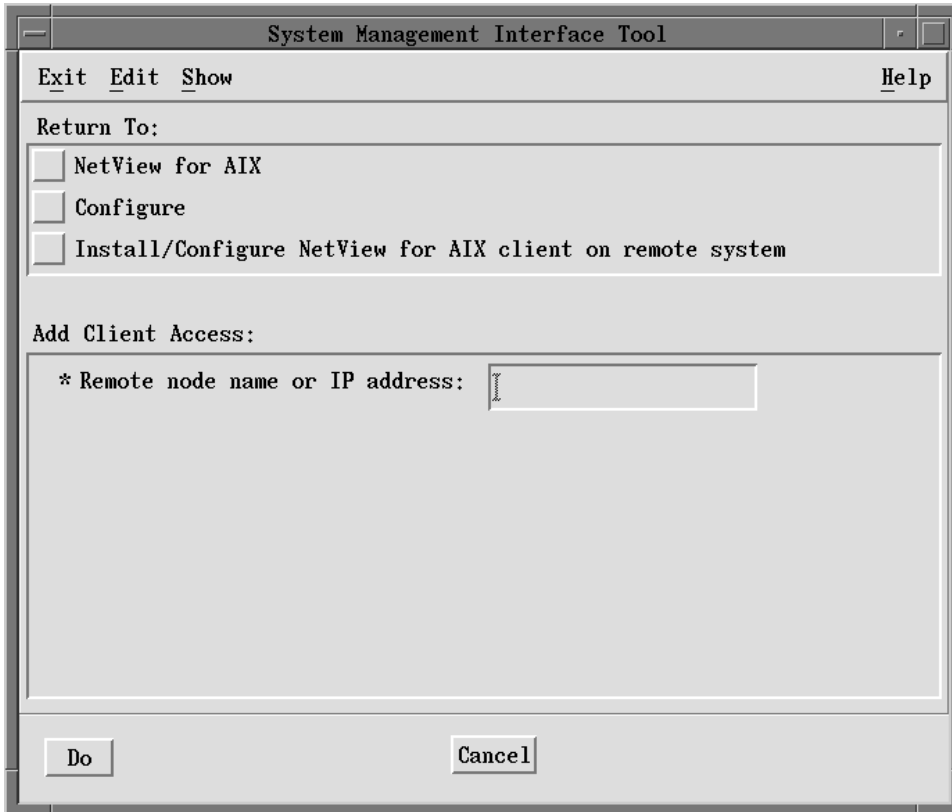 System Management Interface Tool
Exit Edit Show Help
Return To:
NetView for AIX
Configure
Install/Configure NetView for AIX client on remote system
Add Client Access:
* Remote node name or IP address:
Do Cancel